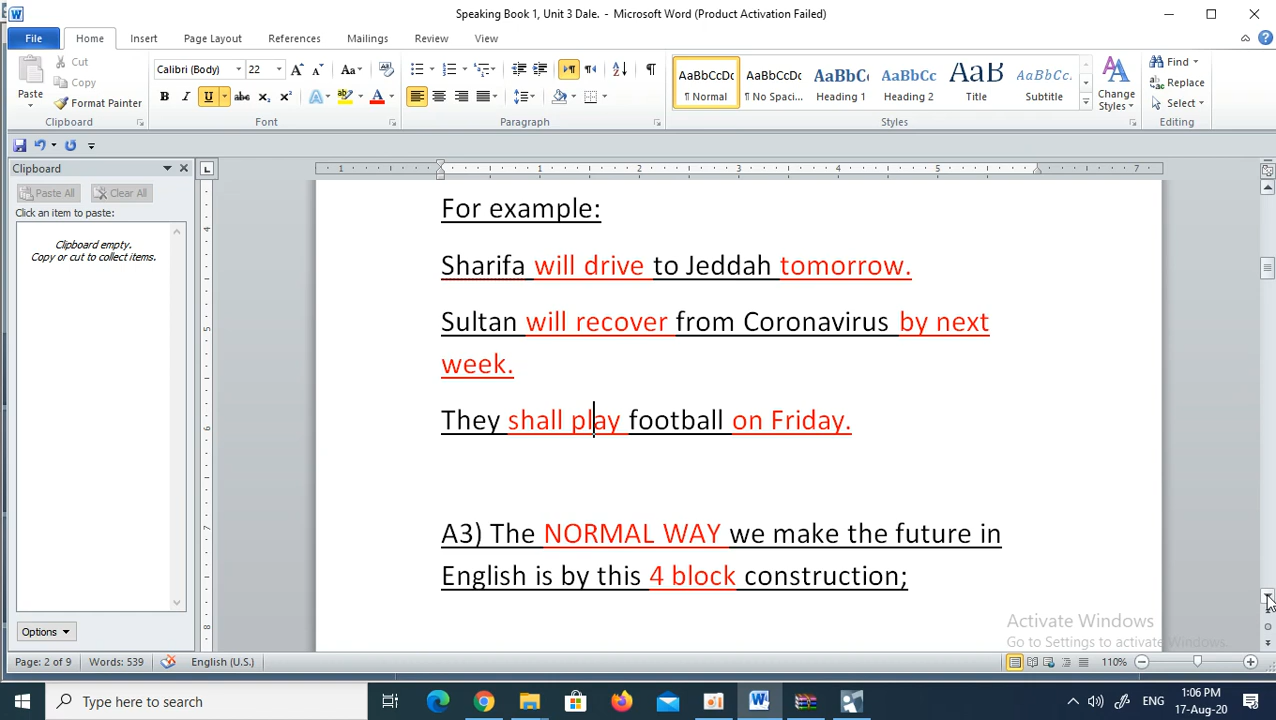 Speaking Book 1, Unit 3 Dale. - Microsoft Word (Product Activation Failed)
File Home Insert Page Layout References Mailings Review View
Paste Cut Copy Format Painter Clipboard
Calibri (Body) 22 Font
Paragraph
AaBbCcDc AaBbCcDc AaBbCc AaBbCc AaB AaBbCc.
¶ Normal ¶ No Spaci... Heading 1 Heading 2 Title Subtitle
Change Styles Styles
Find Replace Select Editing
Clipboard
Paste All Clear All
Click an item to paste:
Clipboard empty.
Copy or cut to collect items.
Options
For example:
Sharifa will drive to Jeddah tomorrow.
Sultan will recover from Coronavirus by next
week.
They shall play football on Friday.
A3) The NORMAL WAY we make the future in
English is by this 4 block construction;
Activate Windows
Go to Settings to activate Windows.
Page: 2 of 9 Words: 539 English (U.S.) 110%
Type here to search
ENG 1:06 PM
17-Aug-20